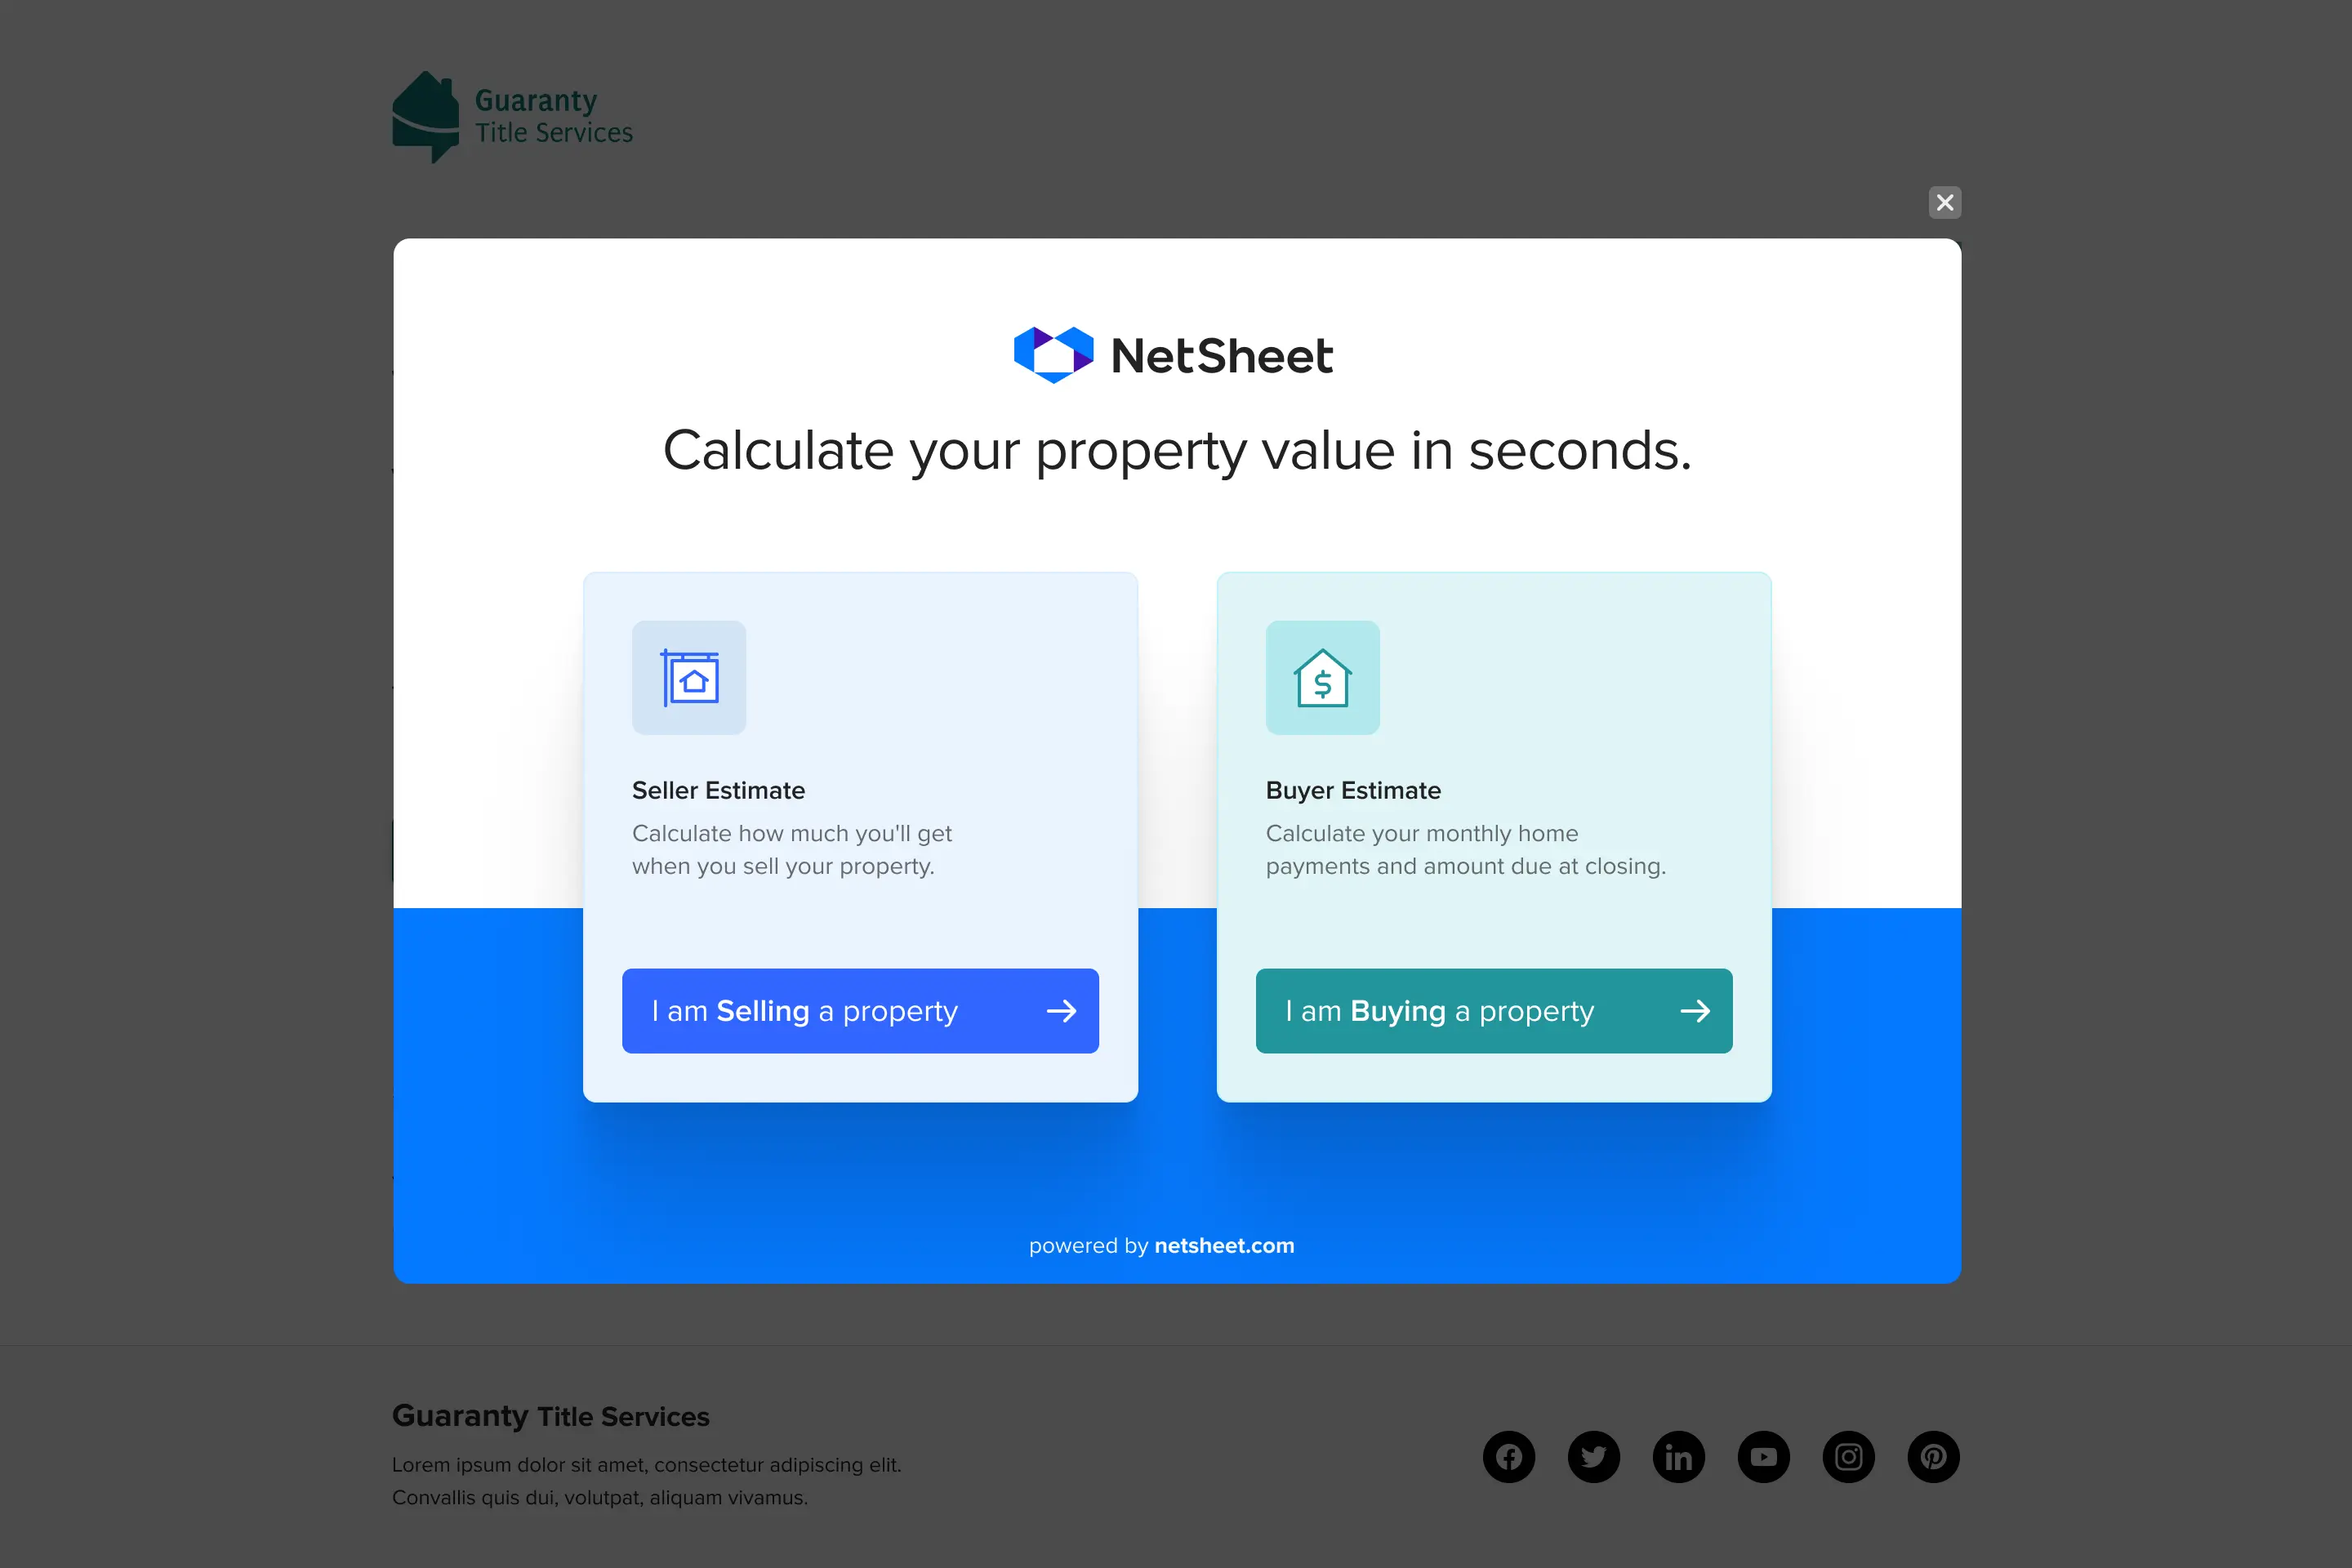 Guaranty
Title Services
NetSheet
Calculate your property value in seconds.
Seller Estimate
Calculate how much you'll get
when you sell your property.
I am Selling a property
Buyer Estimate
Calculate your monthly home
payments and amount due at closing.
I am Buying a property
powered by netsheet.com
Guaranty Title Services
Lorem ipsum dolor sit amet, consectetur adipiscing elit.
Convallis quis dui, volutpat, aliquam vivamus.